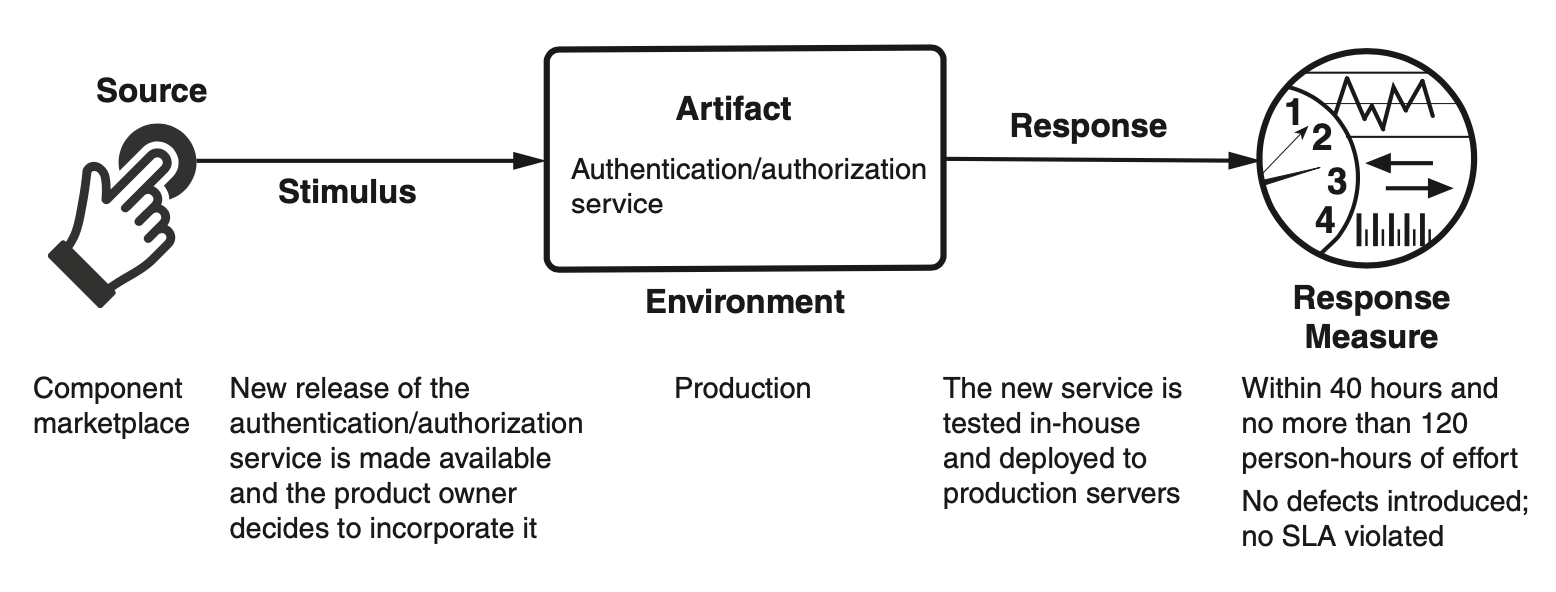 Source
Stimulus
Artifact
Authentication/authorization
service
Environment
Response
1
2
3
4
Response
Measure
Component
marketplace
New release of the
authentication/authorization
service is made available
and the product owner
decides to incorporate it
Production
The new service is
tested in-house
and deployed to
production servers
Within 40 hours and
no more than 120
person-hours of effort
No defects introduced;
no SLA violated